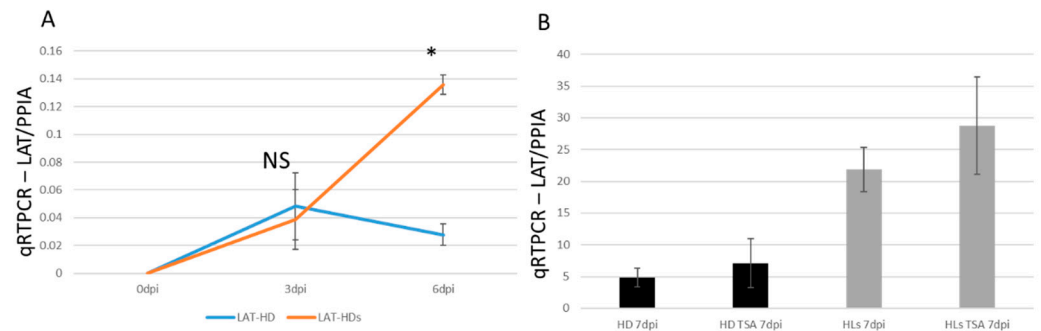 A
qRTPCR – LAT/PPIA
0.16
0.14
0.12
0.1
0.08
0.06
0.04
0.02
0
*
NS
0dpi 3dpi 6dpi
LAT-HD LAT-HDs
B
qRTPCR – LAT/PPIA
40
35
30
25
20
15
10
5
0
HD 7dpi HD TSA 7dpi HLs 7dpi HLs TSA 7dpi